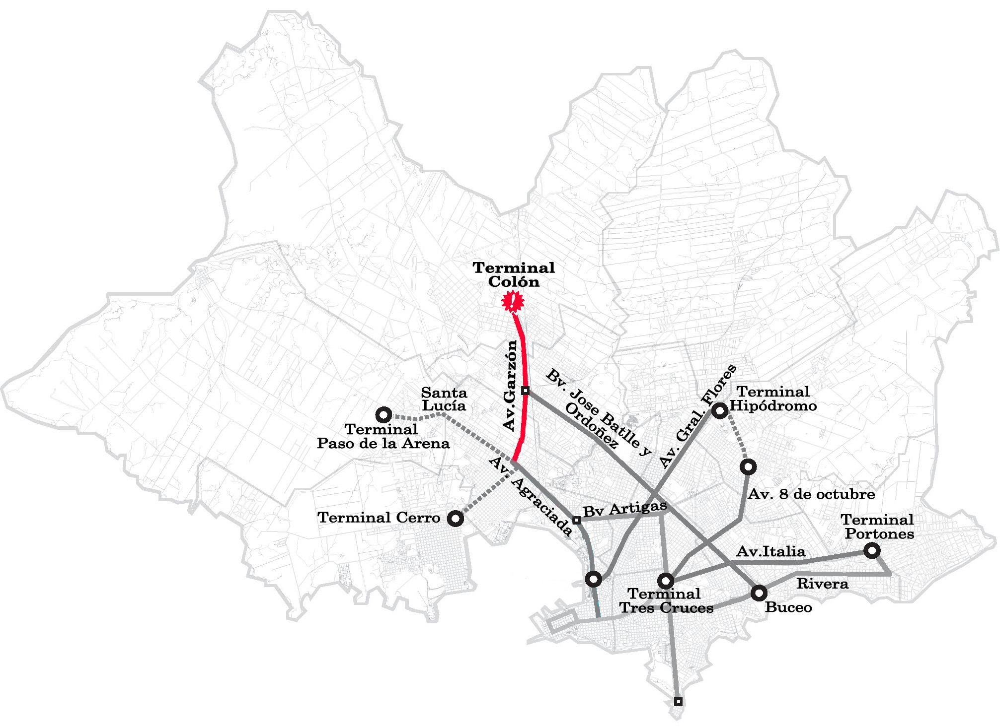 Terminal
Colón
Av.Garzón
Santa
Lucía
Terminal
Paso de la Arena
Terminal Cerro
Av. Agraciada
Bv. Jose Batlle y
Ordoñez
Av. Gral. Flores
Terminal
Hipódromo
Av. 8 de octubre
Bv Artigas
Terminal
Portones
Av.Italia
Rivera
Terminal
Tres Cruces
Buceo